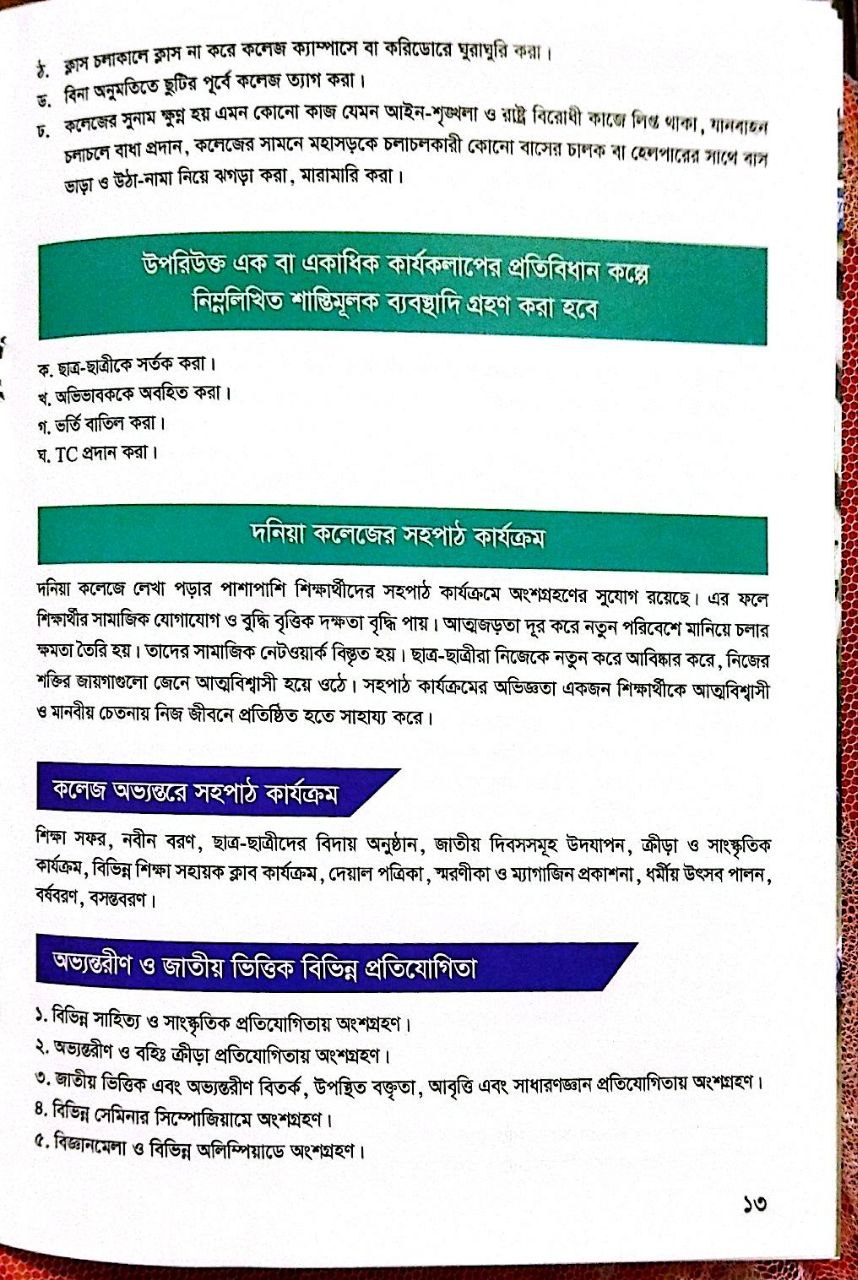 ঠ. ক্লাস চলাকালে ক্লাস না করে কলেজ ক্যাম্পাসে বা করিডোরে ঘুরাঘুরি করা।
ড. বিনা অনুমতিতে ছুটির পূর্বে কলেজ ত্যাগ করা।
ঢ. কলেজের সুনাম ক্ষুন্ন হয় এমন কোনো কাজ যেমন আইন-শৃঙ্খলা ও রাষ্ট্র বিরোধী কাজে লিপ্ত থাকা, যানবাহন
চলাচলে বাধা প্রদান, কলেজের সামনে মহাসড়কে চলাচলকারী কোনো বাসের চালক বা হেলপারের সাথে বাস
ভাড়া ও উঠা-নামা নিয়ে ঝগড়া করা, মারামারি করা।
উপরিউক্ত এক বা একাধিক কার্যকলাপের প্রতিবিধান কল্পে
নিম্নলিখিত শাস্তিমূলক ব্যবস্থাদি গ্রহণ করা হবে
ক. ছাত্র-ছাত্রীকে সর্তক করা।
খ. অভিভাবককে অবহিত করা।
গ. ভর্তি বাতিল করা।
ঘ. TC প্রদান করা।
দনিয়া কলেজের সহপাঠ কার্যক্রম
দনিয়া কলেজে লেখা পড়ার পাশাপাশি শিক্ষার্থীদের সহপাঠ কার্যক্রমে অংশগ্রহণের সুযোগ রয়েছে। এর ফলে
শিক্ষার্থীর সামাজিক যোগাযোগ ও বুদ্ধি বৃত্তিক দক্ষতা বৃদ্ধি পায়। আত্মজড়তা দূর করে নতুন পরিবেশে মানিয়ে চলার
ক্ষমতা তৈরি হয়। তাদের সামাজিক নেটওয়ার্ক বিস্তৃত হয়। ছাত্র-ছাত্রীরা নিজেকে নতুন করে আবিষ্কার করে, নিজের
শক্তির জায়গাগুলো জেনে আত্মবিশ্বাসী হয়ে ওঠে। সহপাঠ কার্যক্রমের অভিজ্ঞতা একজন শিক্ষার্থীকে আত্মবিশ্বাসী
ও মানবীয় চেতনায় নিজ জীবনে প্রতিষ্ঠিত হতে সাহায্য করে।
কলেজ অভ্যন্তরে সহপাঠ কার্যক্রম
শিক্ষা সফর, নবীন বরণ, ছাত্র-ছাত্রীদের বিদায় অনুষ্ঠান, জাতীয় দিবসসমূহ উদযাপন, ক্রীড়া ও সাংস্কৃতিক
কার্যক্রম, বিভিন্ন শিক্ষা সহায়ক ক্লাব কার্যক্রম, দেয়াল পত্রিকা, স্মরণীকা ও ম্যাগাজিন প্রকাশনা, ধর্মীয় উৎসব পালন,
বর্ষবরণ, বসন্তবরণ।
অভ্যন্তরীণ ও জাতীয় ভিত্তিক বিভিন্ন প্রতিযোগিতা
১. বিভিন্ন সাহিত্য ও সাংস্কৃতিক প্রতিযোগিতায় অংশগ্রহণ।
২. অভ্যন্তরীণ ও বহিঃ ক্রীড়া প্রতিযোগিতায় অংশগ্রহণ।
৩. জাতীয় ভিত্তিক এবং অভ্যন্তরীণ বিতর্ক, উপস্থিত বক্তৃতা, আবৃত্তি এবং সাধারণজ্ঞান প্রতিযোগিতায় অংশগ্রহণ।
৪. বিভিন্ন সেমিনার সিম্পোজিয়ামে অংশগ্রহণ।
৫. বিজ্ঞানমেলা ও বিভিন্ন অলিম্পিয়াডে অংশগ্রহণ।
১৩